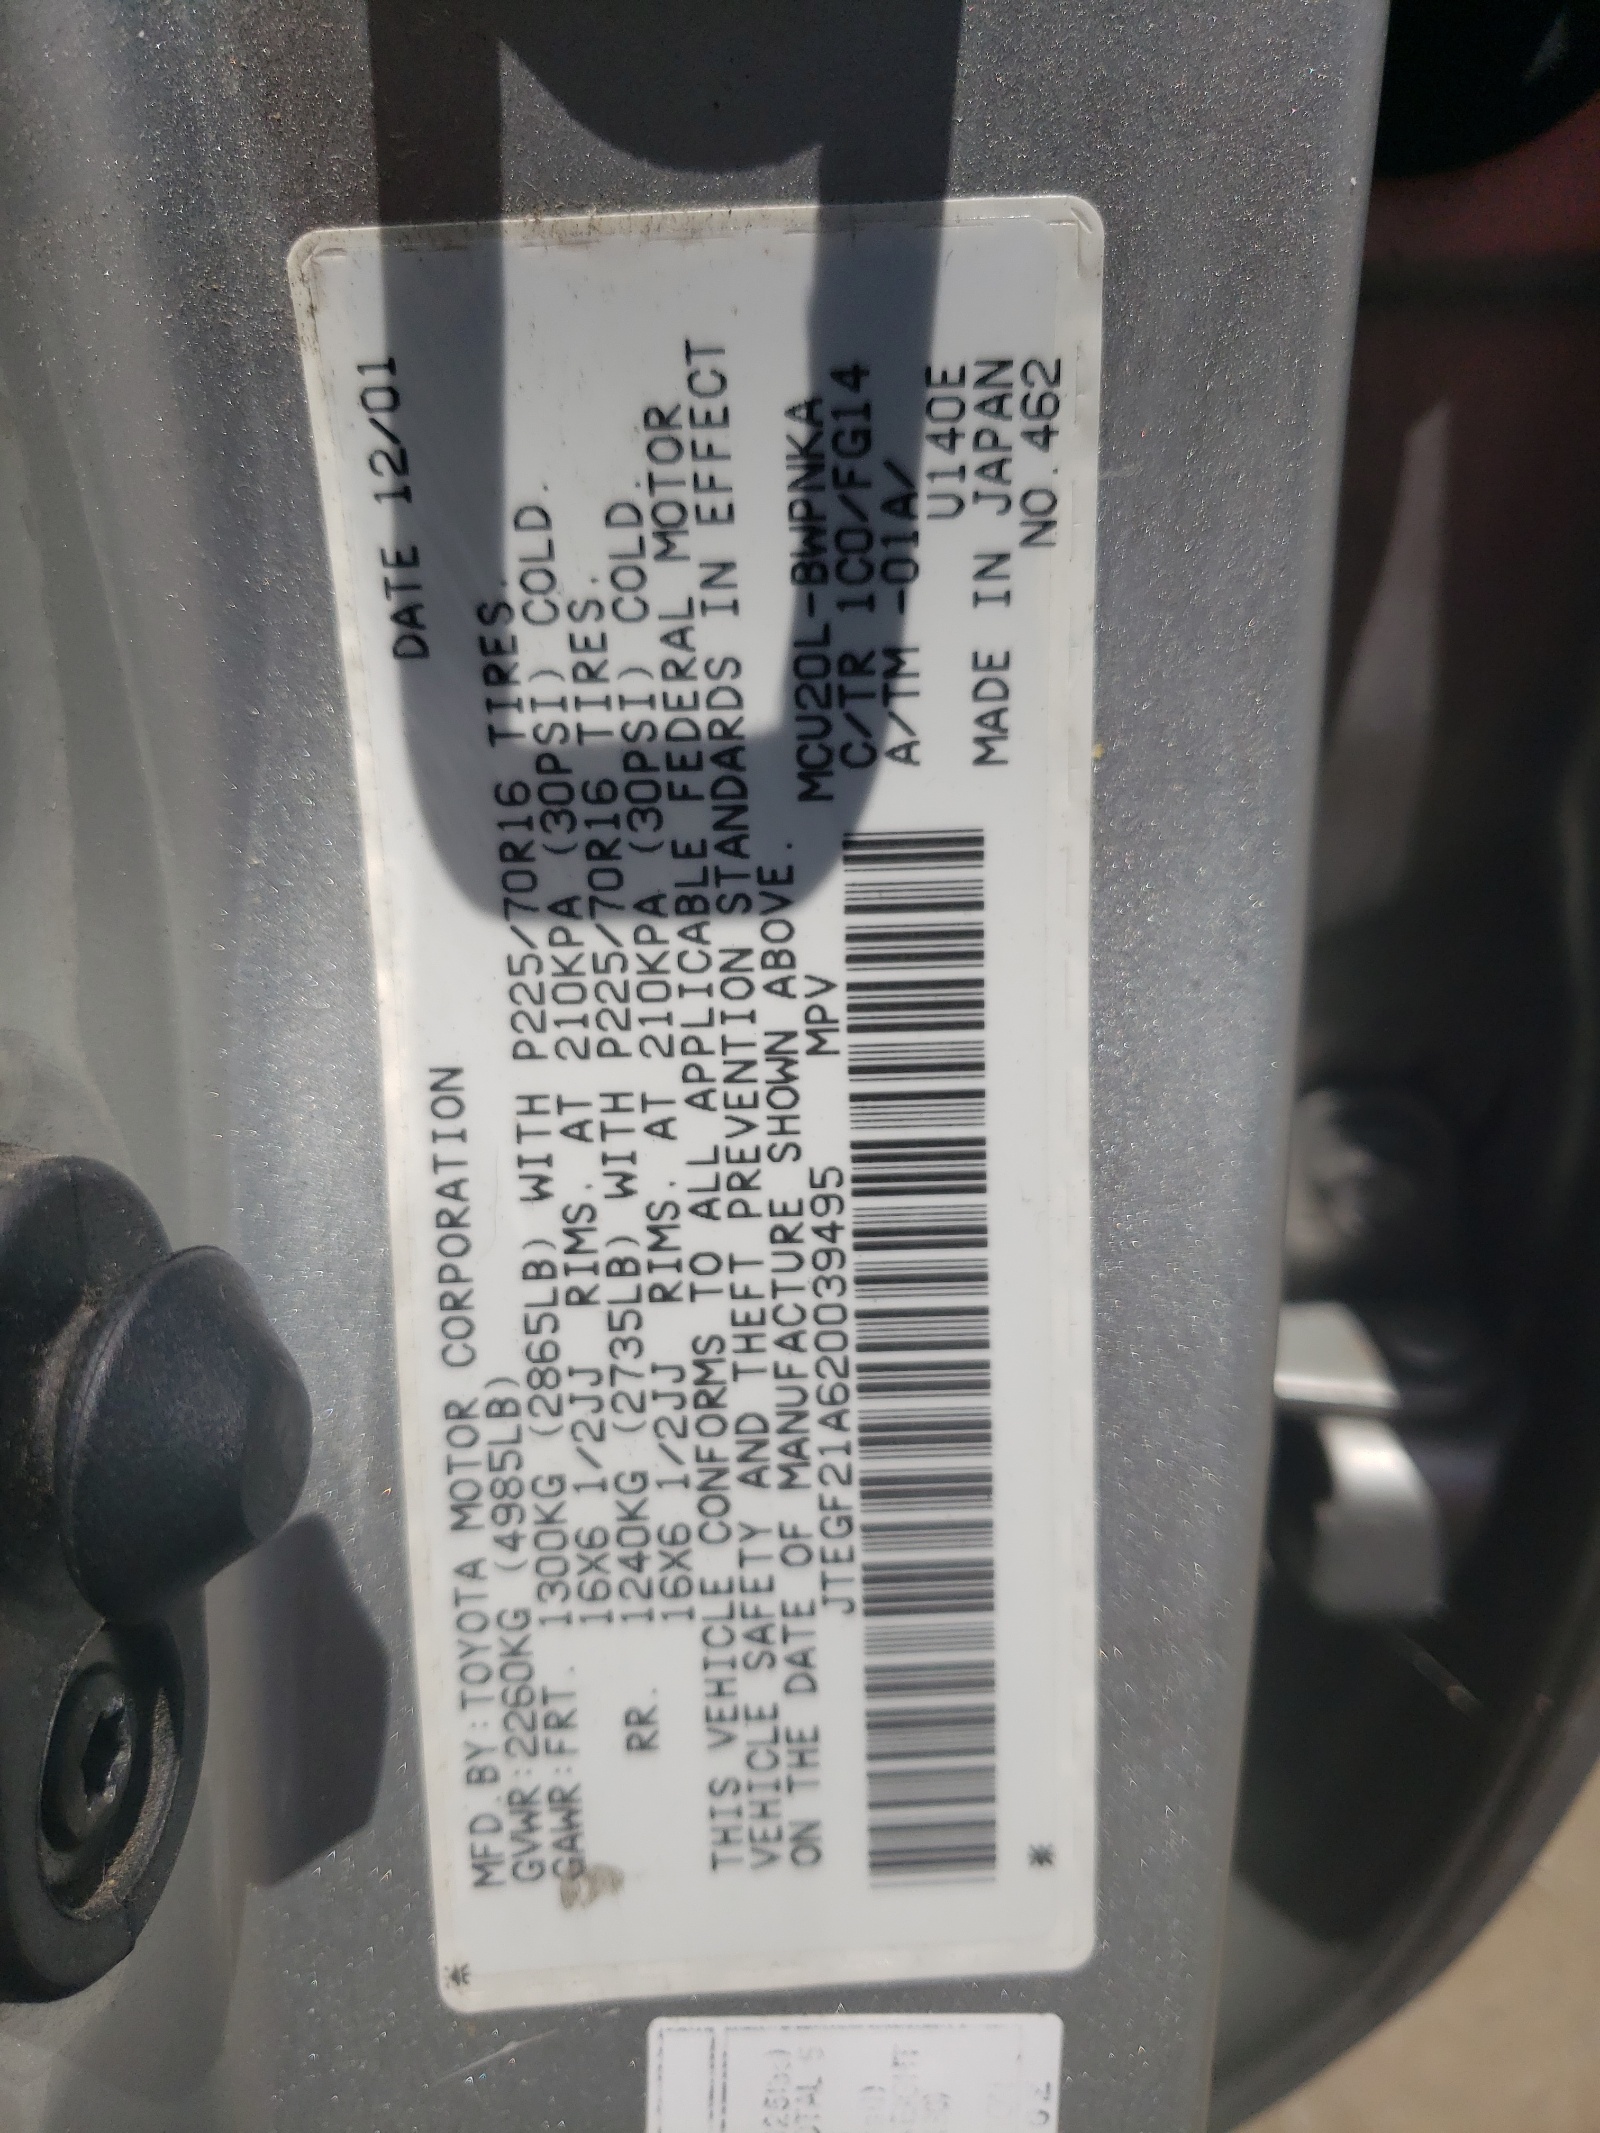 DATE 12/01
MFD.BY:TOYOTA MOTOR CORPORATION
GVWR:2260KG (4985LB)
GAWR:FRT. 1300KG (2865LB) WITH P225/70R16 TIRES.
16X6 1/2JJ RIMS. AT 210KPA (30PSI) COLD.
RR. 1240KG (2735LB) WITH P225/70R16 TIRES.
16X6 1/2JJ RIMS. AT 210KPA (30PSI) COLD.
THIS VEHICLE CONFORMS TO ALL APPLICABLE FEDERAL MOTOR
VEHICLE SAFETY AND THEFT PREVENTION STANDARDS IN EFFECT
ON THE DATE OF MANUFACTURE SHOWN ABOVE.
JTEGF21A620039495 MPV
MCU20L-BWPNKA
C/TR 1C0/FG14
A/TM -01A/
U140E
MADE IN JAPAN
NO.462